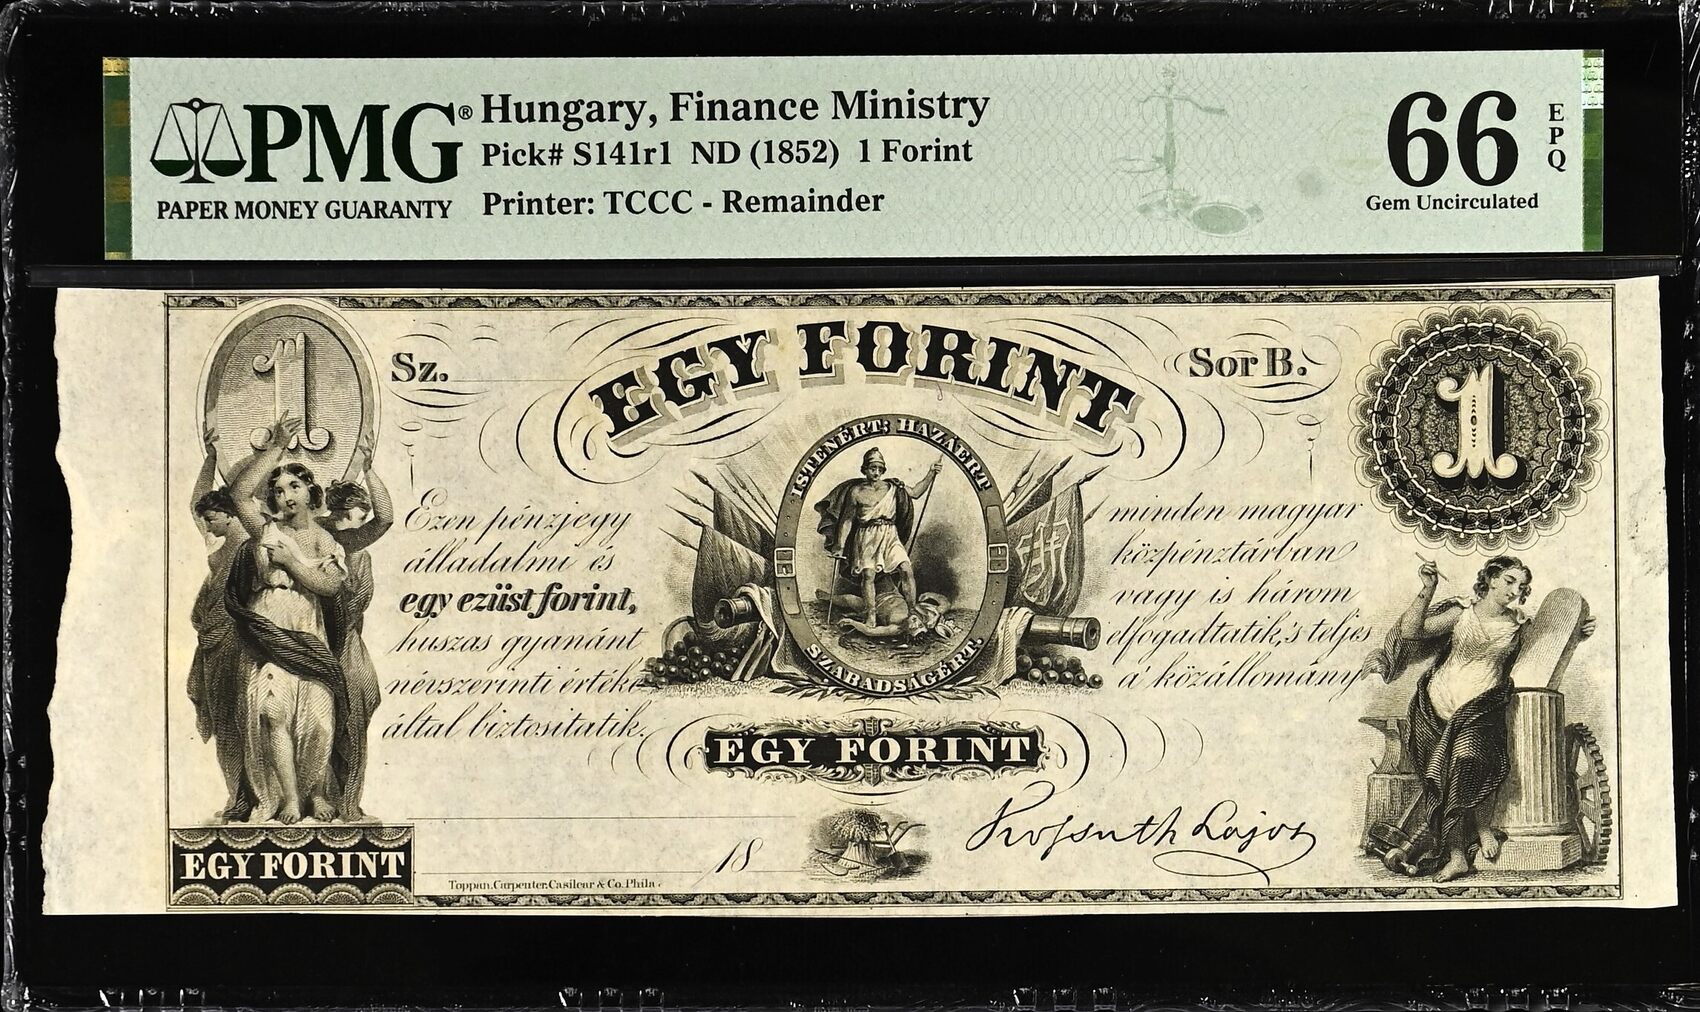 PMG® Hungary, Finance Ministry
PAPER MONEY GUARANTY
Pick# S141r1 ND (1852) 1 Forint
Printer: TCCC - Remainder
66 EPQ
Gem Uncirculated
1
Sz.
EGY FORINT
Sor B.
1
ISTENÉRT; HAZÁÉRT
SZABADSÁGÉRT.
Ezen pénzjegy minden magyar
álladalmi és közpénztárban
egy ezüst forint, vagy is három
huszas gyanánt elfogadtatik, 's teljes
névszerinti értéke a' közállomány
által biztositatik.
EGY FORINT
18
Kossuth Lajos
EGY FORINT
Toppan, Carpenter, Casilear & Co. Phila.